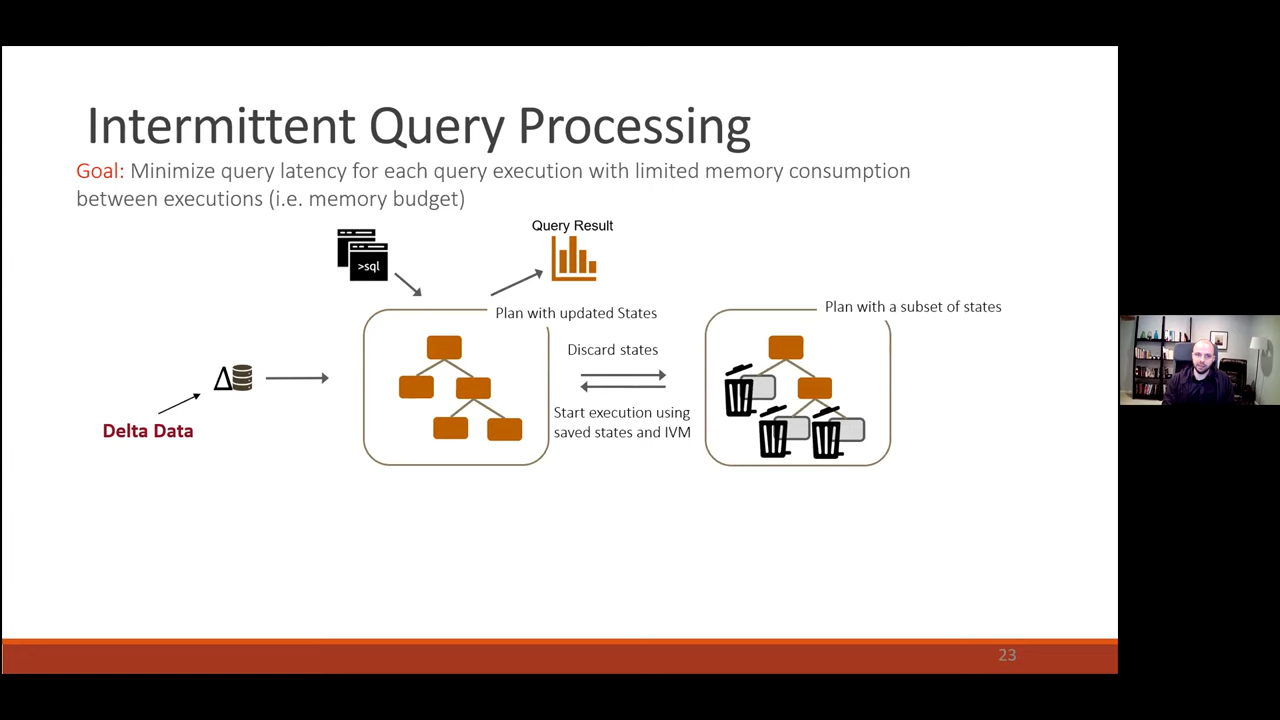 Intermittent Query Processing
Goal: Minimize query latency for each query execution with limited memory consumption
between executions (i.e. memory budget)
Query Result
>sql
Plan with updated States
Plan with a subset of states
Discard states
Start execution using
saved states and IVM
Δ
Delta Data
23